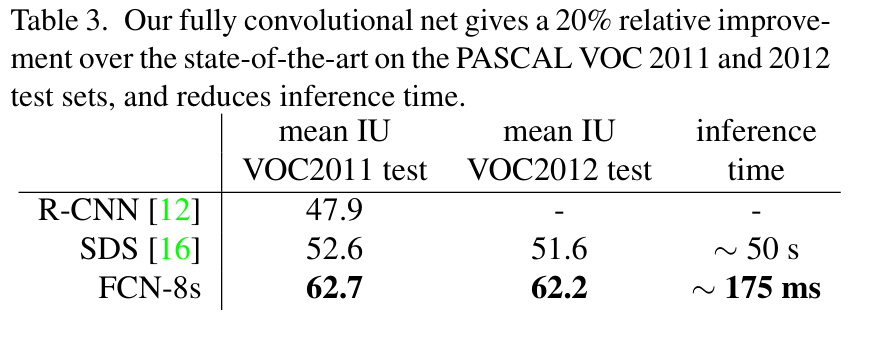 Table 3. Our fully convolutional net gives a 20% relative improve-
ment over the state-of-the-art on the PASCAL VOC 2011 and 2012
test sets, and reduces inference time.
mean IU mean IU inference
VOC2011 test VOC2012 test time
R-CNN [12] 47.9 - -
SDS [16] 52.6 51.6 ∼ 50 s
FCN-8s 62.7 62.2 ∼ 175 ms